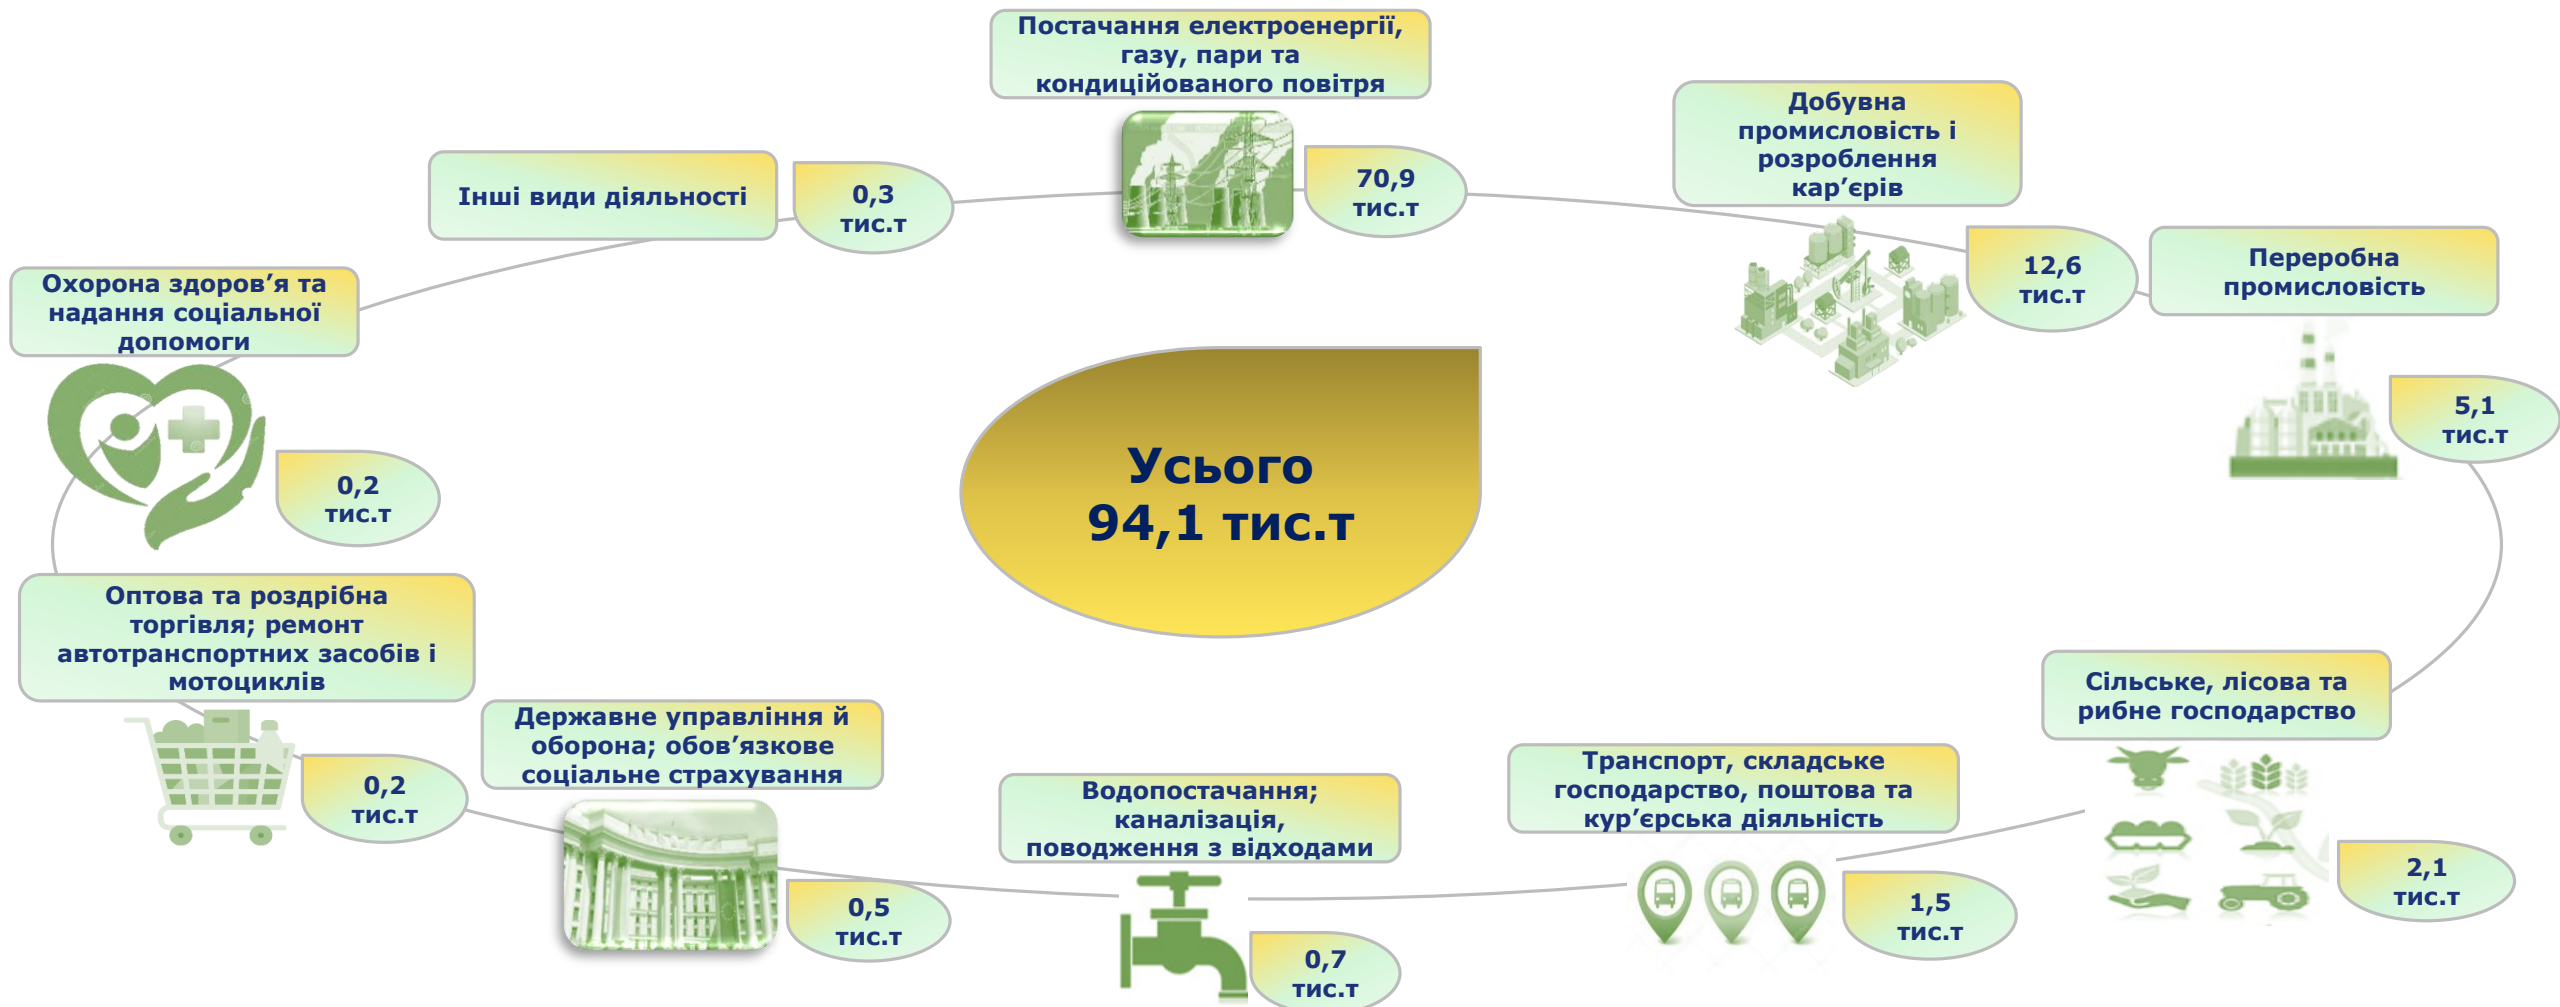 Постачання електроенергії,
газу, пари та
кондиційованого повітря
70,9
тис.т
Добувна
промисловість і
розроблення
кар’єрів
12,6
тис.т
Переробна
промисловість
5,1
тис.т
Сільське, лісова та
рибне господарство
2,1
тис.т
Транспорт, складське
господарство, поштова та
кур’єрська діяльність
1,5
тис.т
Водопостачання;
каналізація,
поводження з відходами
0,7
тис.т
Державне управління й
оборона; обов’язкове
соціальне страхування
0,5
тис.т
Оптова та роздрібна
торгівля; ремонт
автотранспортних засобів і
мотоциклів
0,2
тис.т
Охорона здоров’я та
надання соціальної
допомоги
0,2
тис.т
Інші види діяльності
0,3
тис.т
Усього
94,1 тис.т